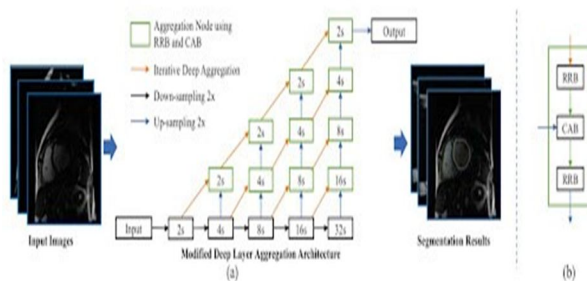 Aggregation Node using
RRB and CAB
Iterative Deep Aggregation
Down-sampling 2x
Up-sampling 2x
2s
Output
2s
4s
2s
4s
8s
2s
4s
8s
16s
Input
2s
4s
8s
16s
32s
Input Images
Modified Deep Layer Aggregation Architecture
Segmentation Results
(a)
RRB
CAB
RRB
(b)